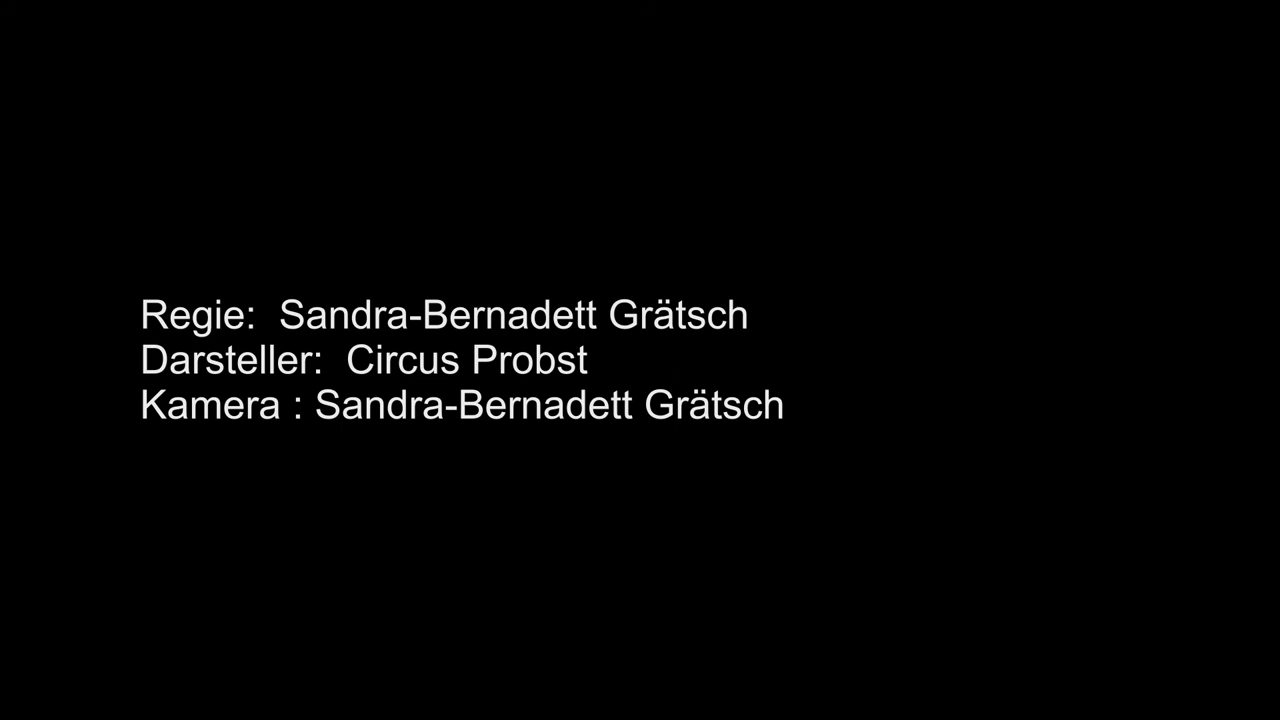 Regie:  Sandra-Bernadett Grätsch
Darsteller:  Circus Probst
Kamera : Sandra-Bernadett Grätsch